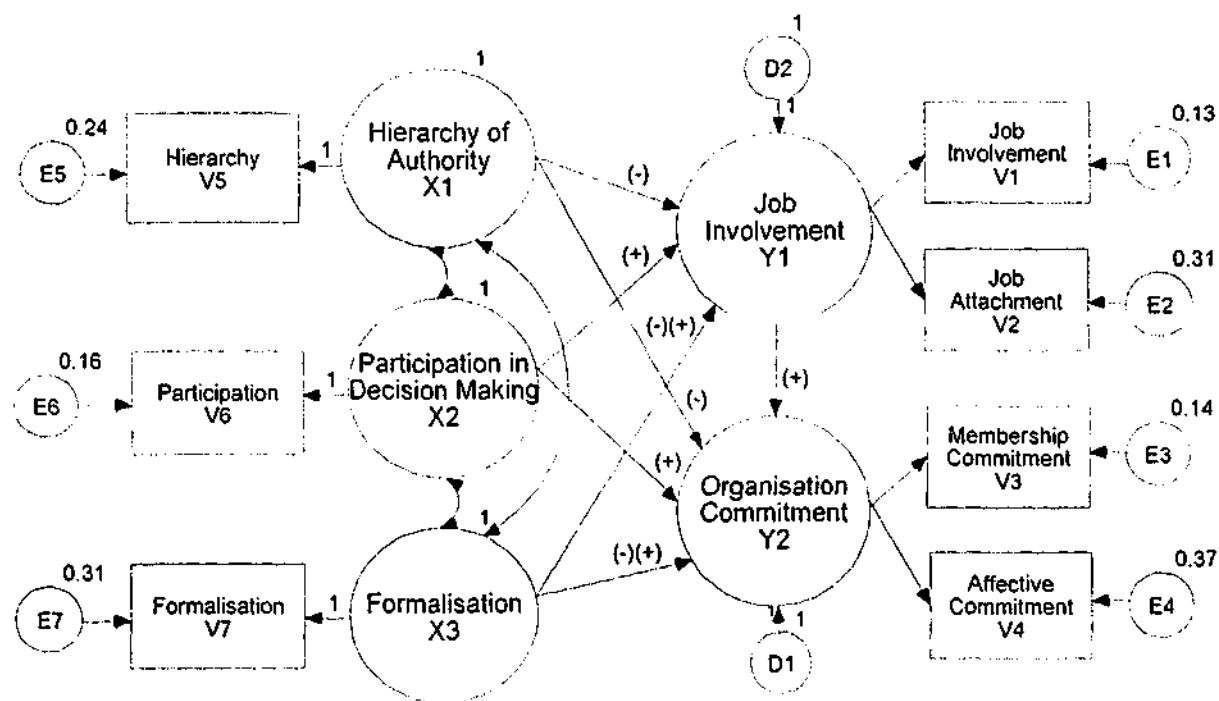 1
D2
1
1
Hierarchy of
Authority
X1
0.24
E5
Hierarchy
V5
1
(-)
Job
Involvement
Y1
Job
Involvement
V1
0.13
E1
Job
Attachment
V2
0.31
E2
(+)
(-)(+)
1
Participation in
Decision Making
X2
0.16
E6
Participation
V6
1
(-)
(+)
(+)
Organisation
Commitment
Y2
Membership
Commitment
V3
0.14
E3
1
Formalisation
X3
0.31
E7
Formalisation
V7
1
(-)(+)
Affective
Commitment
V4
0.37
E4
1
D1